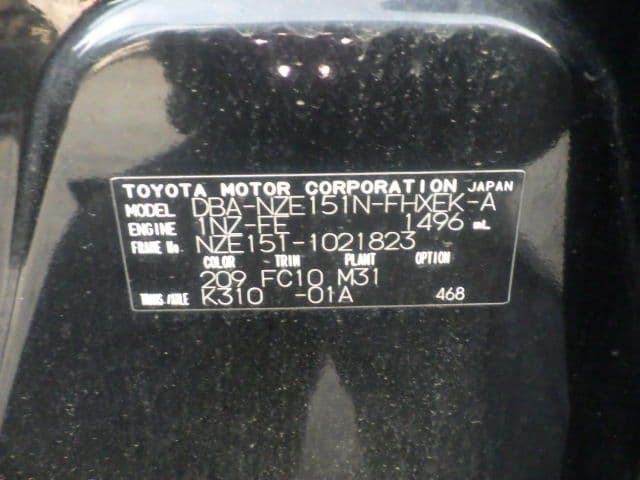 TOYOTA MOTOR CORPORATION JAPAN
MODEL DBA-NZE151N-FHXEK-A
ENGINE 1NZ-FE 1496 mL
FRAME No. NZE151-1021823
COLOR TRIM PLANT OPTION
209 FC10 M31
TRANS./AXLE K310 -01A 468